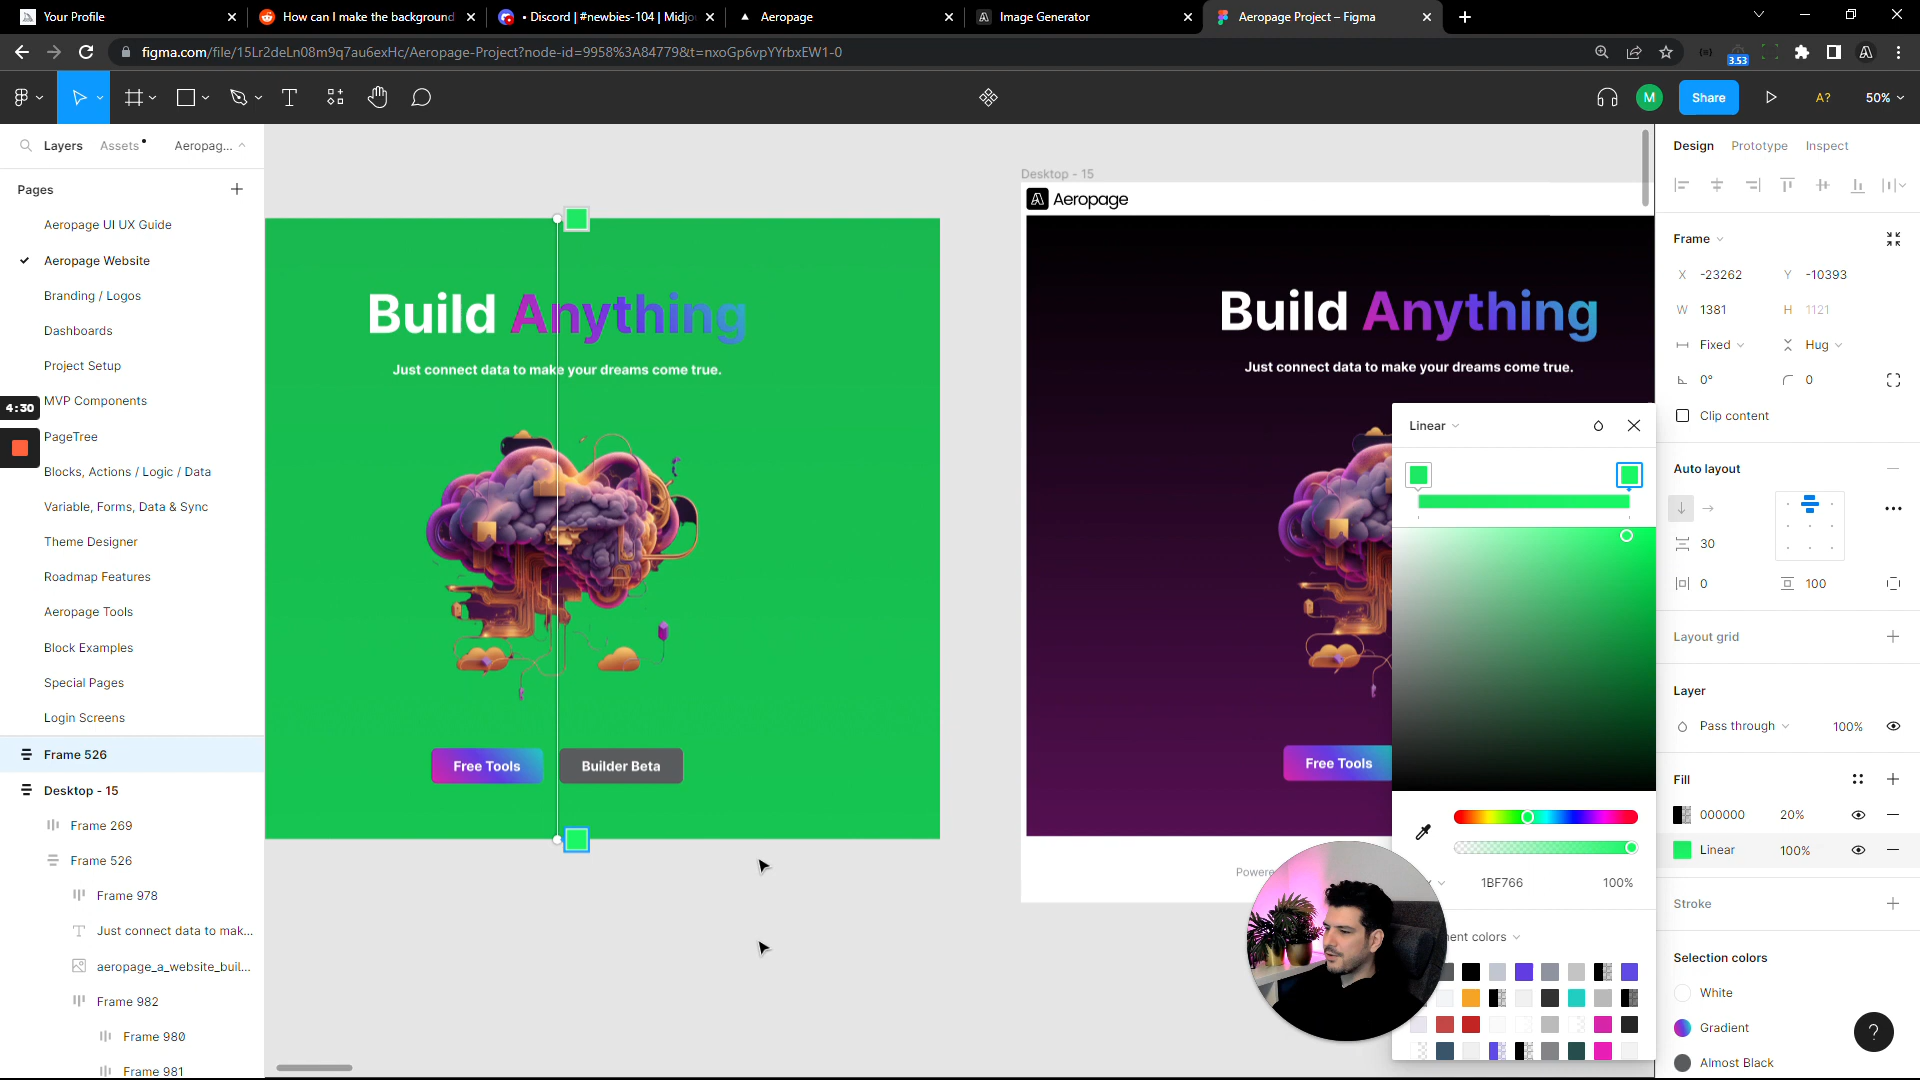 Your Profile
How can I make the background
• Discord | #newbies-104 | Midjou
Aeropage
Image Generator
Aeropage Project – Figma
figma.com/file/15Lr2deLn08m9q7au6exHc/Aeropage-Project?node-id=9958%3A84779&t=nxoGp6vpYYrbxEW1-0
3.53
M
Share
A?
50%
Layers
Assets
Aeropag...
Pages
Aeropage UI UX Guide
Aeropage Website
Branding / Logos
Dashboards
Project Setup
MVP Components
PageTree
Blocks, Actions / Logic / Data
Variable, Forms, Data & Sync
Theme Designer
Roadmap Features
Aeropage Tools
Block Examples
Special Pages
Login Screens
4:30
Frame 526
Desktop - 15
Frame 269
Frame 526
Frame 978
Just connect data to mak...
aeropage_a_website_buil...
Frame 982
Frame 980
Frame 981
Build Anything
Just connect data to make your dreams come true.
Free Tools
Builder Beta
Desktop - 15
Aeropage
Build Anything
Just connect data to make your dreams come true.
Free Tools
Linear
1BF766
100%
Design
Prototype
Inspect
Frame
X -23262
Y -10393
W 1381
H 1121
Fixed
Hug
0°
0
Clip content
Auto layout
30
0
100
Layout grid
Layer
Pass through
100%
Fill
000000
20%
Linear
100%
Stroke
Selection colors
White
Gradient
Almost Black
?